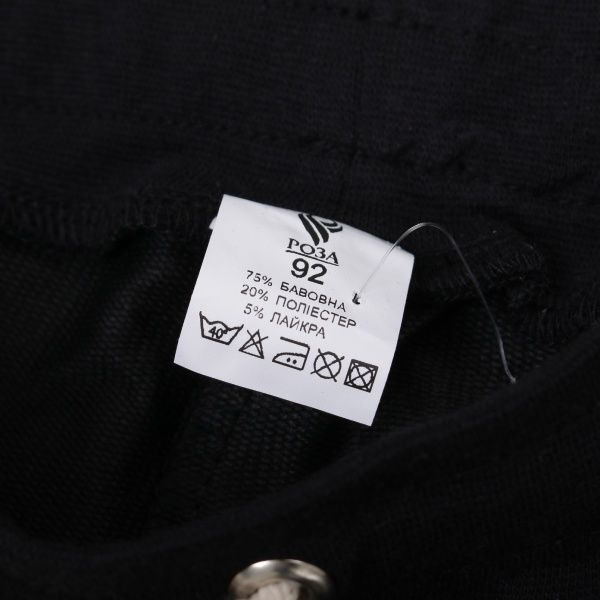 РОЗА
92
75% БАВОВНА
20% ПОЛІЕСТЕР
5% ЛАЙКРА
40°